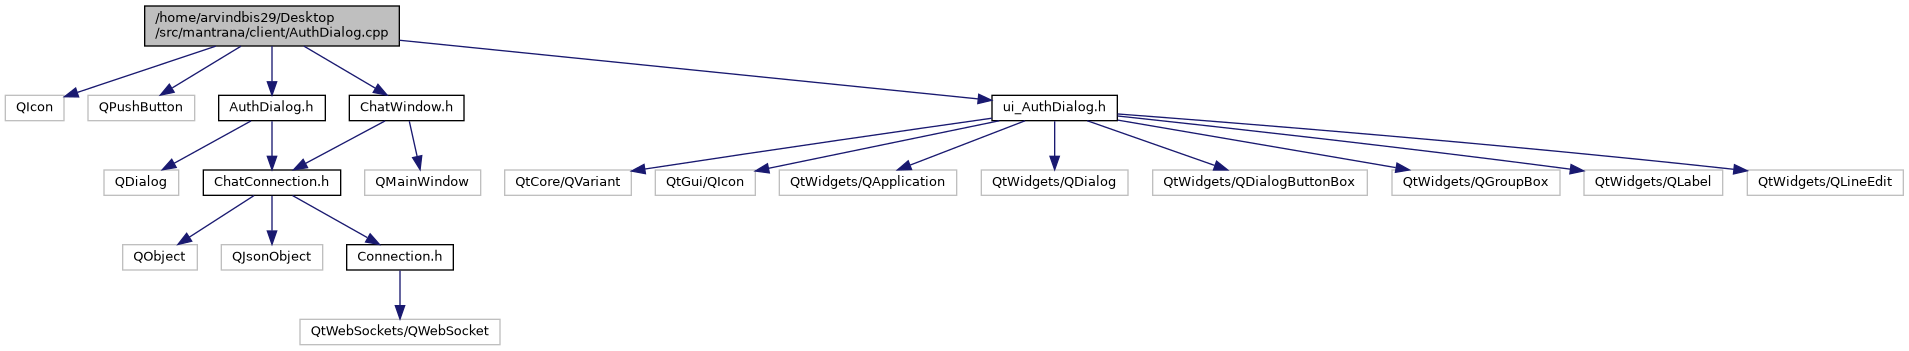 /home/arvindbis29/Desktop
/src/mantrana/client/AuthDialog.cpp
QIcon
QPushButton
AuthDialog.h
ChatWindow.h
ui_AuthDialog.h
QDialog
ChatConnection.h
QMainWindow
QtCore/QVariant
QtGui/QIcon
QtWidgets/QApplication
QtWidgets/QDialog
QtWidgets/QDialogButtonBox
QtWidgets/QGroupBox
QtWidgets/QLabel
QtWidgets/QLineEdit
QObject
QJsonObject
Connection.h
QtWebSockets/QWebSocket